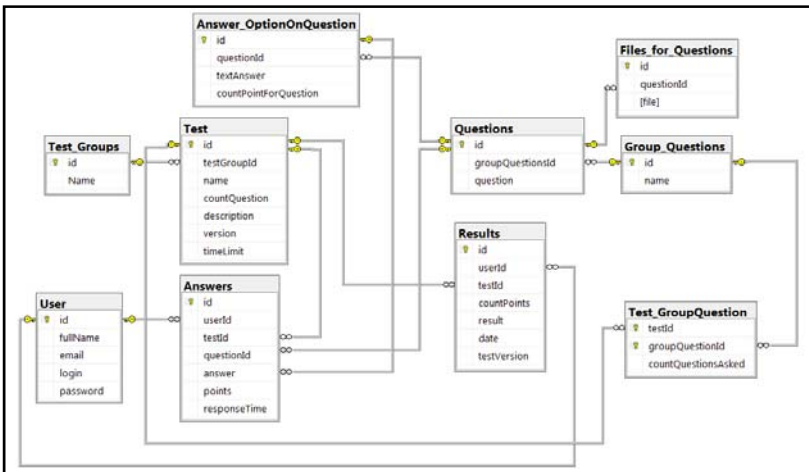 Answer_OptionOnQuestion
id
questionId
textAnswer
countPointForQuestion
Files_for_Questions
id
questionId
[file]
Test
id
testGroupId
name
countQuestion
description
version
timeLimit
Test_Groups
id
Name
Questions
id
groupQuestionsId
question
Group_Questions
id
name
Results
id
userId
testId
countPoints
result
date
testVersion
User
id
fullName
email
login
password
Answers
id
userId
testId
questionId
answer
points
responseTime
Test_GroupQuestion
testId
groupQuestionId
countQuestionsAsked